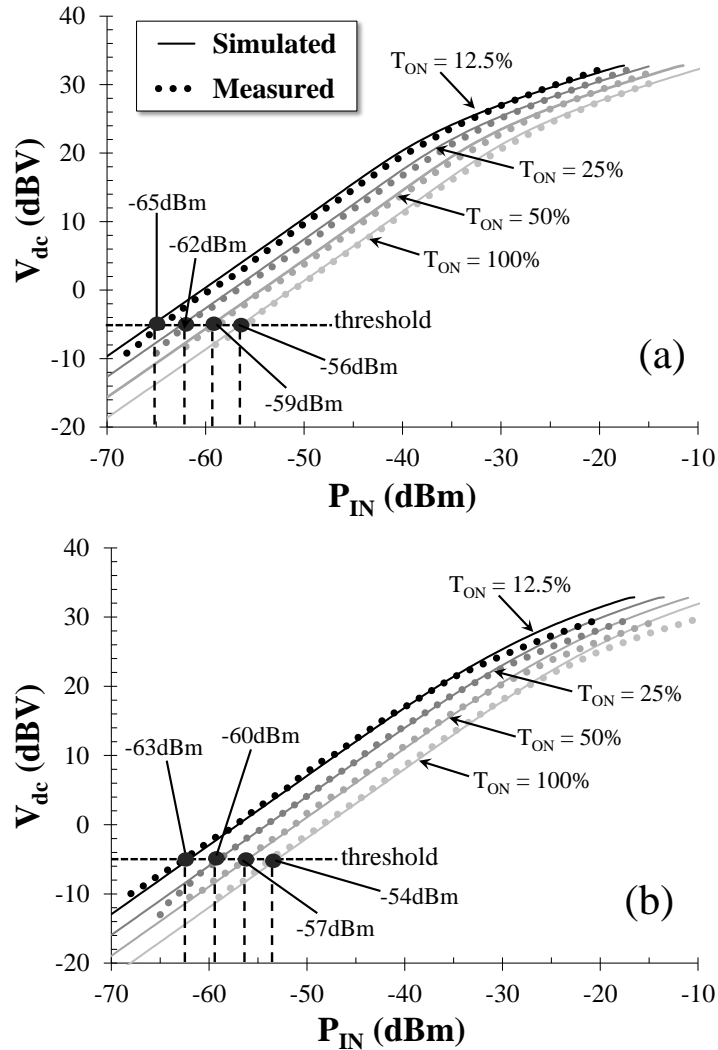 40
30
20
10
0
-10
-20
V_dc (dBV)
Simulated
Measured
T_ON = 12.5%
T_ON = 25%
T_ON = 50%
T_ON = 100%
-65dBm
-62dBm
threshold
-56dBm
-59dBm
(a)
-70 -60 -50 -40 -30 -20 -10
P_IN (dBm)
40
30
20
10
0
-10
-20
V_dc (dBV)
T_ON = 12.5%
T_ON = 25%
T_ON = 50%
T_ON = 100%
-63dBm
-60dBm
threshold
-54dBm
-57dBm
(b)
-70 -60 -50 -40 -30 -20 -10
P_IN (dBm)